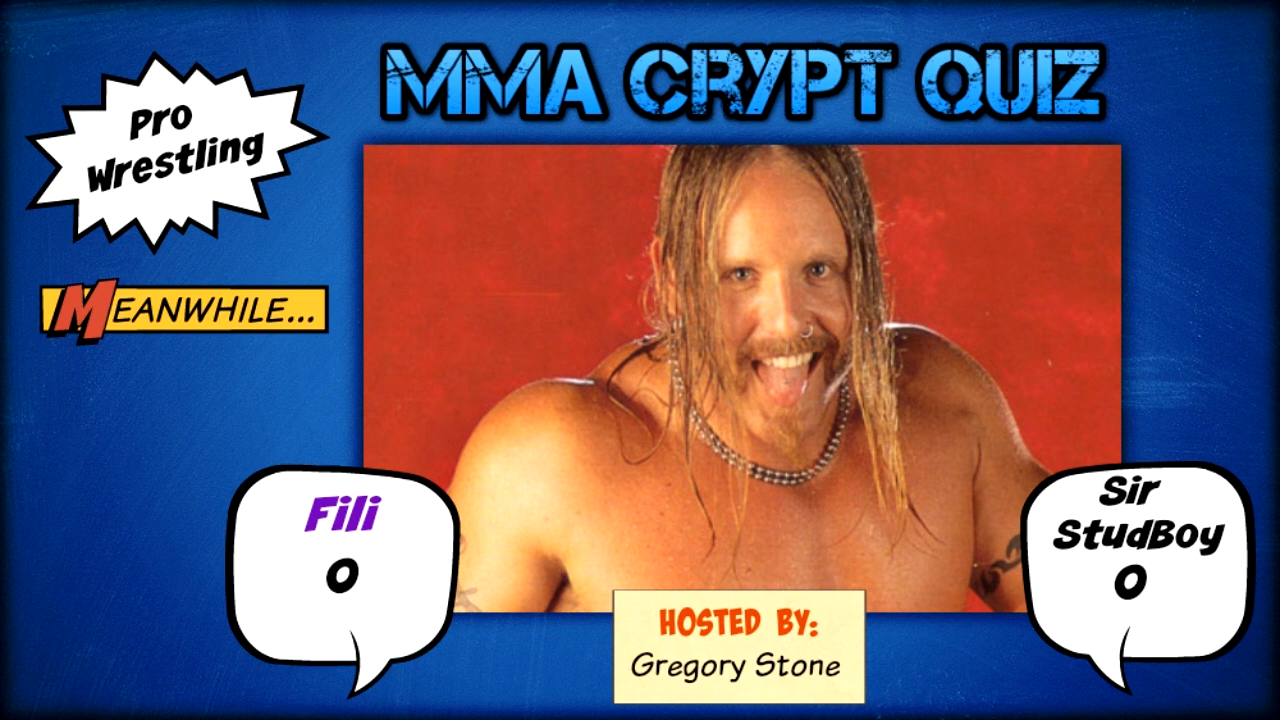 MMA CRYPT QUIZ
Pro
Wrestling
MEANWHILE...
Fili
0
Sir
StudBoy
0
HOSTED BY:
Gregory Stone